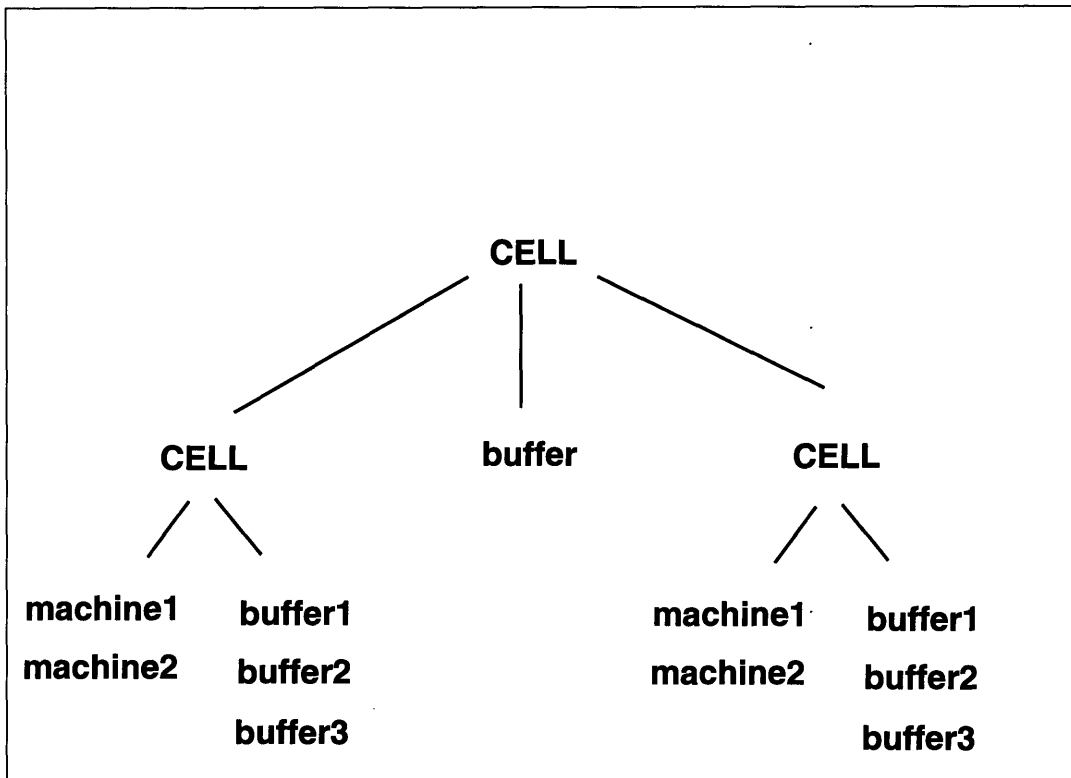 CELL
CELL
buffer
CELL
machine1
buffer1
machine2
buffer2
buffer3
machine1
buffer1
machine2
buffer2
buffer3